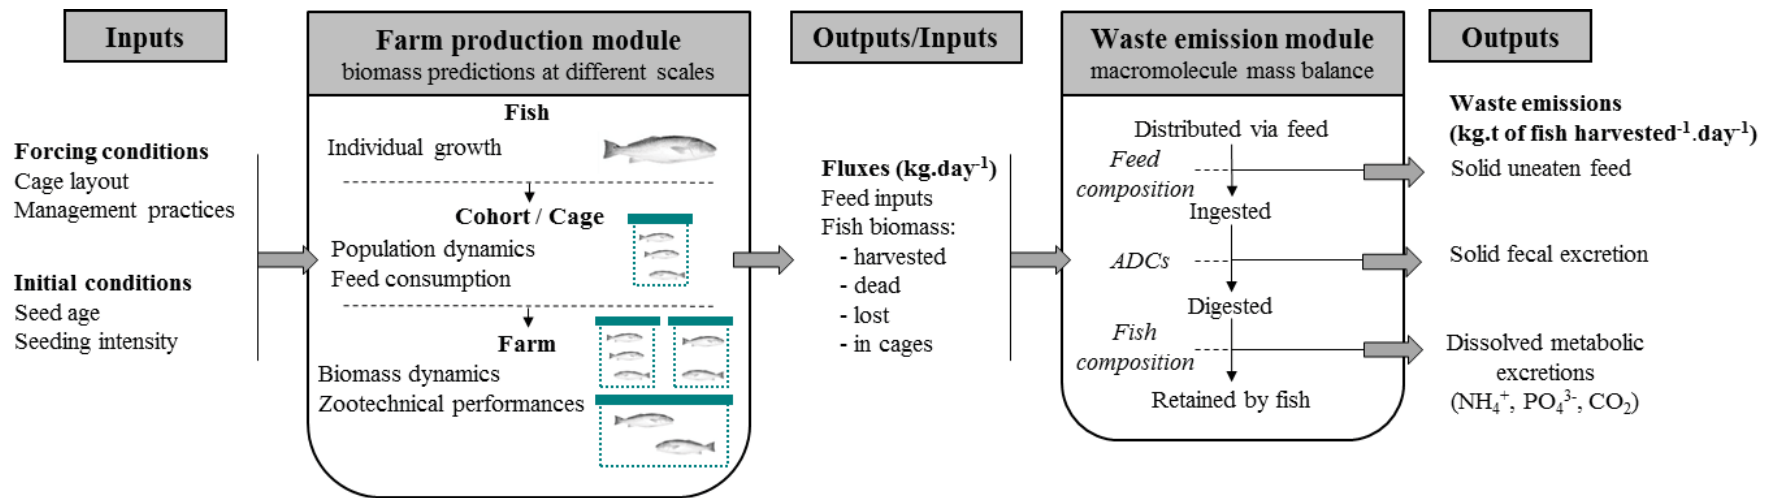 Inputs
Forcing conditions
Cage layout
Management practices
Initial conditions
Seed age
Seeding intensity
Farm production module
biomass predictions at different scales
Fish
Individual growth
Cohort / Cage
Population dynamics
Feed consumption
Farm
Biomass dynamics
Zootechnical performances
Outputs/Inputs
Fluxes (kg.day⁻¹)
Feed inputs
Fish biomass:
- harvested
- dead
- lost
- in cages
Waste emission module
macromolecule mass balance
Distributed via feed
Feed
composition
Ingested
ADCs
Digested
Fish
composition
Retained by fish
Outputs
Waste emissions
(kg.t of fish harvested⁻¹.day⁻¹)
Solid uneaten feed
Solid fecal excretion
Dissolved metabolic
excretions
(NH₄⁺, PO₄³⁻, CO₂)